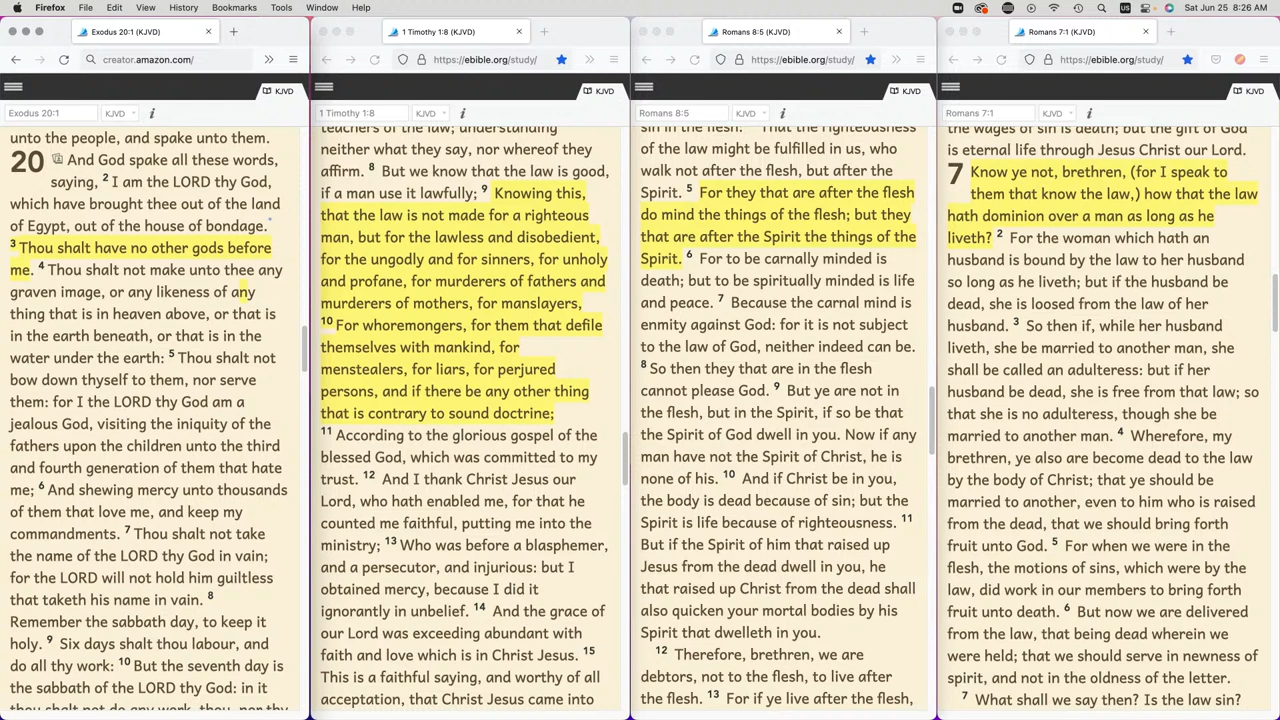 Firefox File Edit View History Bookmarks Tools Window Help Sat Jun 25 8:26 AM
Exodus 20:1 (KJVD)
creator.amazon.com/
KJVD
Exodus 20:1 KJVD i
unto the people, and spake unto them.
20 And God spake all these words,
saying, 2 I am the LORD thy God,
which have brought thee out of the land
of Egypt, out of the house of bondage.
3 Thou shalt have no other gods before
me. 4 Thou shalt not make unto thee any
graven image, or any likeness of any
thing that is in heaven above, or that is
in the earth beneath, or that is in the
water under the earth: 5 Thou shalt not
bow down thyself to them, nor serve
them: for I the LORD thy God am a
jealous God, visiting the iniquity of the
fathers upon the children unto the third
and fourth generation of them that hate
me; 6 And shewing mercy unto thousands
of them that love me, and keep my
commandments. 7 Thou shalt not take
the name of the LORD thy God in vain;
for the LORD will not hold him guiltless
that taketh his name in vain. 8
Remember the sabbath day, to keep it
holy. 9 Six days shalt thou labour, and
do all thy work: 10 But the seventh day is
the sabbath of the LORD thy God: in it
thou shalt not do any work, thou, nor thy
1 Timothy 1:8 (KJVD)
https://ebible.org/study/
KJVD
1 Timothy 1:8 KJVD i
teachers of the law; understanding
neither what they say, nor whereof they
affirm. 8 But we know that the law is good,
if a man use it lawfully; 9 Knowing this,
that the law is not made for a righteous
man, but for the lawless and disobedient,
for the ungodly and for sinners, for unholy
and profane, for murderers of fathers and
murderers of mothers, for manslayers,
10 For whoremongers, for them that defile
themselves with mankind, for
menstealers, for liars, for perjured
persons, and if there be any other thing
that is contrary to sound doctrine;
11 According to the glorious gospel of the
blessed God, which was committed to my
trust. 12 And I thank Christ Jesus our
Lord, who hath enabled me, for that he
counted me faithful, putting me into the
ministry; 13 Who was before a blasphemer,
and a persecutor, and injurious: but I
obtained mercy, because I did it
ignorantly in unbelief. 14 And the grace of
our Lord was exceeding abundant with
faith and love which is in Christ Jesus. 15
This is a faithful saying, and worthy of all
acceptation, that Christ Jesus came into
Romans 8:5 (KJVD)
https://ebible.org/study/
KJVD
Romans 8:5 KJVD i
sin in the flesh: That the righteousness
of the law might be fulfilled in us, who
walk not after the flesh, but after the
Spirit. 5 For they that are after the flesh
do mind the things of the flesh; but they
that are after the Spirit the things of the
Spirit. 6 For to be carnally minded is
death; but to be spiritually minded is life
and peace. 7 Because the carnal mind is
enmity against God: for it is not subject
to the law of God, neither indeed can be.
8 So then they that are in the flesh
cannot please God. 9 But ye are not in
the flesh, but in the Spirit, if so be that
the Spirit of God dwell in you. Now if any
man have not the Spirit of Christ, he is
none of his. 10 And if Christ be in you,
the body is dead because of sin; but the
Spirit is life because of righteousness. 11
But if the Spirit of him that raised up
Jesus from the dead dwell in you, he
that raised up Christ from the dead shall
also quicken your mortal bodies by his
Spirit that dwelleth in you.
12 Therefore, brethren, we are
debtors, not to the flesh, to live after
the flesh. 13 For if ye live after the flesh,
Romans 7:1 (KJVD)
https://ebible.org/study/
KJVD
Romans 7:1 KJVD i
the wages of sin is death; but the gift of God
is eternal life through Jesus Christ our Lord.
7 Know ye not, brethren, (for I speak to
them that know the law,) how that the law
hath dominion over a man as long as he
liveth? 2 For the woman which hath an
husband is bound by the law to her husband
so long as he liveth; but if the husband be
dead, she is loosed from the law of her
husband. 3 So then if, while her husband
liveth, she be married to another man, she
shall be called an adulteress: but if her
husband be dead, she is free from that law; so
that she is no adulteress, though she be
married to another man. 4 Wherefore, my
brethren, ye also are become dead to the law
by the body of Christ; that ye should be
married to another, even to him who is raised
from the dead, that we should bring forth
fruit unto God. 5 For when we were in the
flesh, the motions of sins, which were by the
law, did work in our members to bring forth
fruit unto death. 6 But now we are delivered
from the law, that being dead wherein we
were held; that we should serve in newness of
spirit, and not in the oldness of the letter.
7 What shall we say then? Is the law sin?